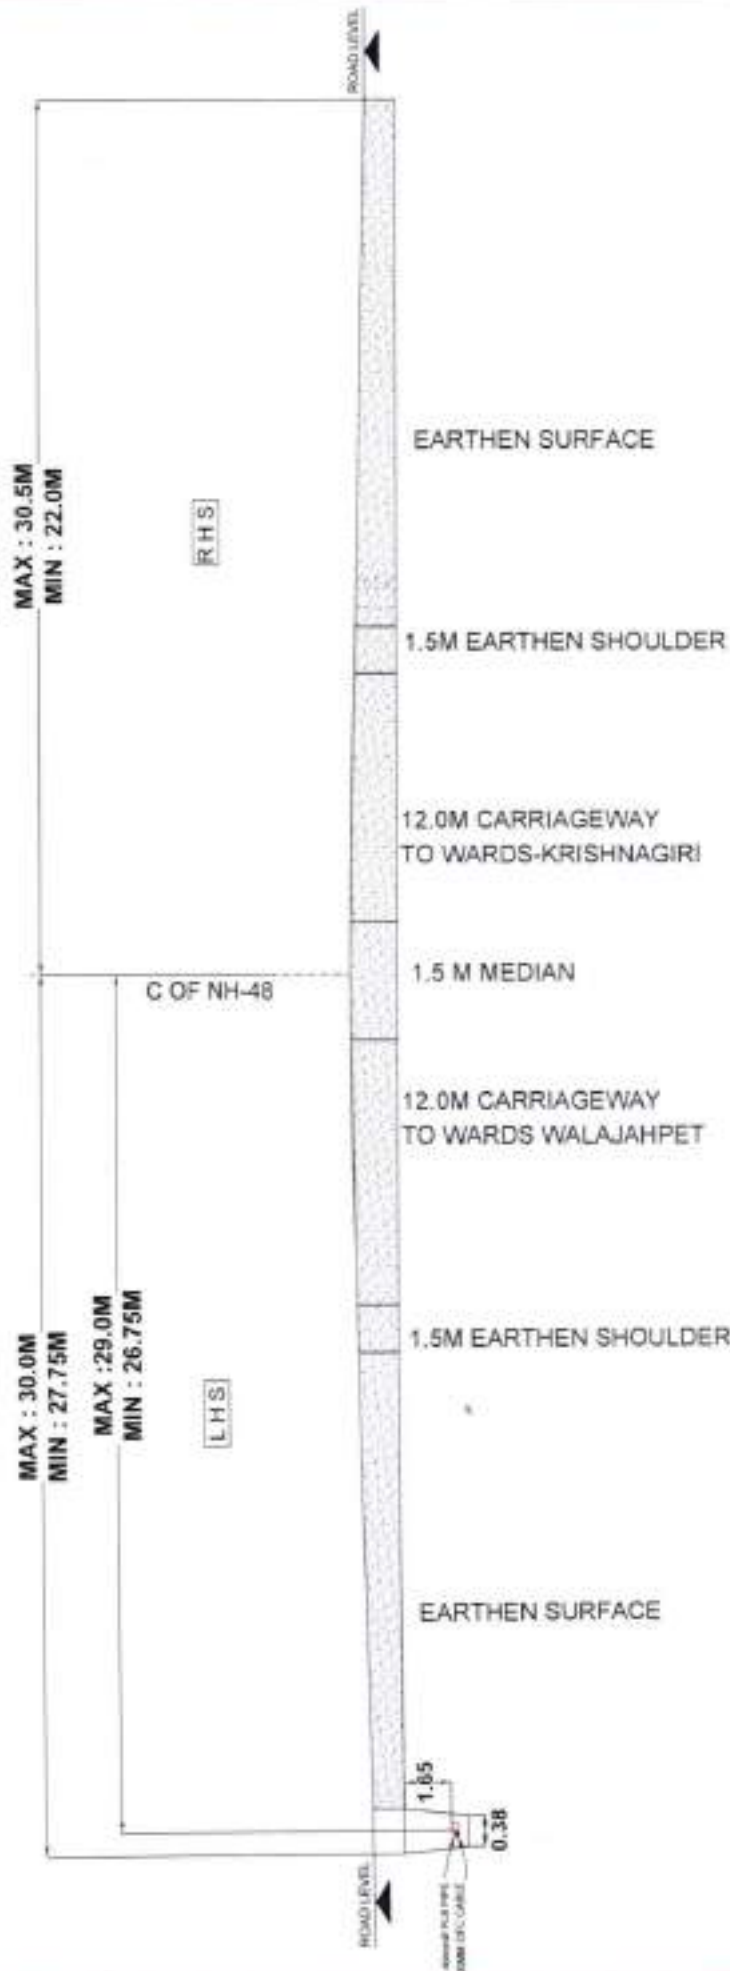 ROAD LEVEL
EARTHEN SURFACE
MAX : 30.5M
MIN : 22.0M
RHS
1.5M EARTHEN SHOULDER
12.0M CARRIAGEWAY
TO WARDS-KRISHNAGIRI
C OF NH-48
1.5 M MEDIAN
12.0M CARRIAGEWAY
TO WARDS WALAJAHPET
MAX : 30.0M
MIN : 27.75M
MAX :29.0M
MIN : 26.75M
LHS
1.5M EARTHEN SHOULDER
EARTHEN SURFACE
1.65
0.38
ROAD LEVEL
PIPE
CABLE